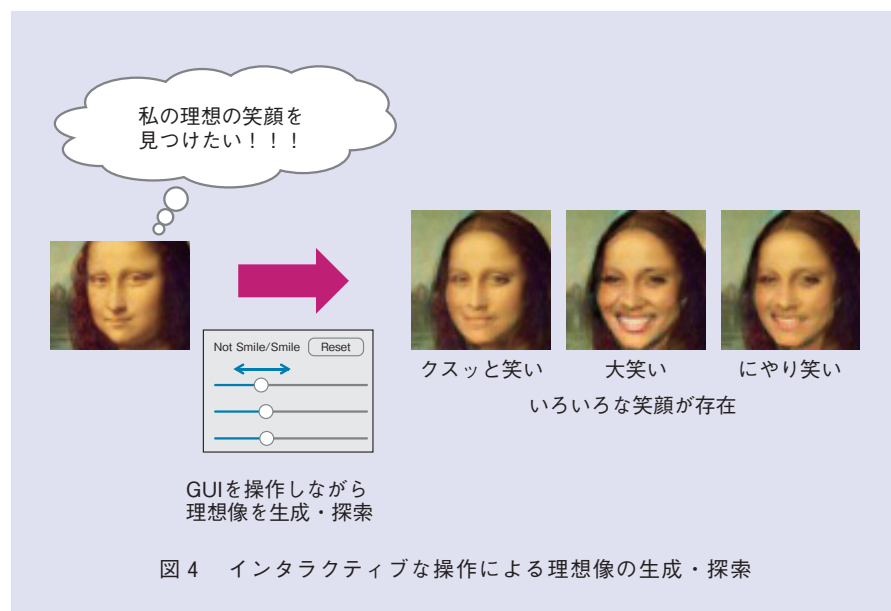 私の理想の笑顔を
見つけたい！！！
Not Smile/Smile
Reset
クスッと笑い
大笑い
にやり笑い
いろいろな笑顔が存在
GUIを操作しながら
理想像を生成・探索
図4　インタラクティブな操作による理想像の生成・探索